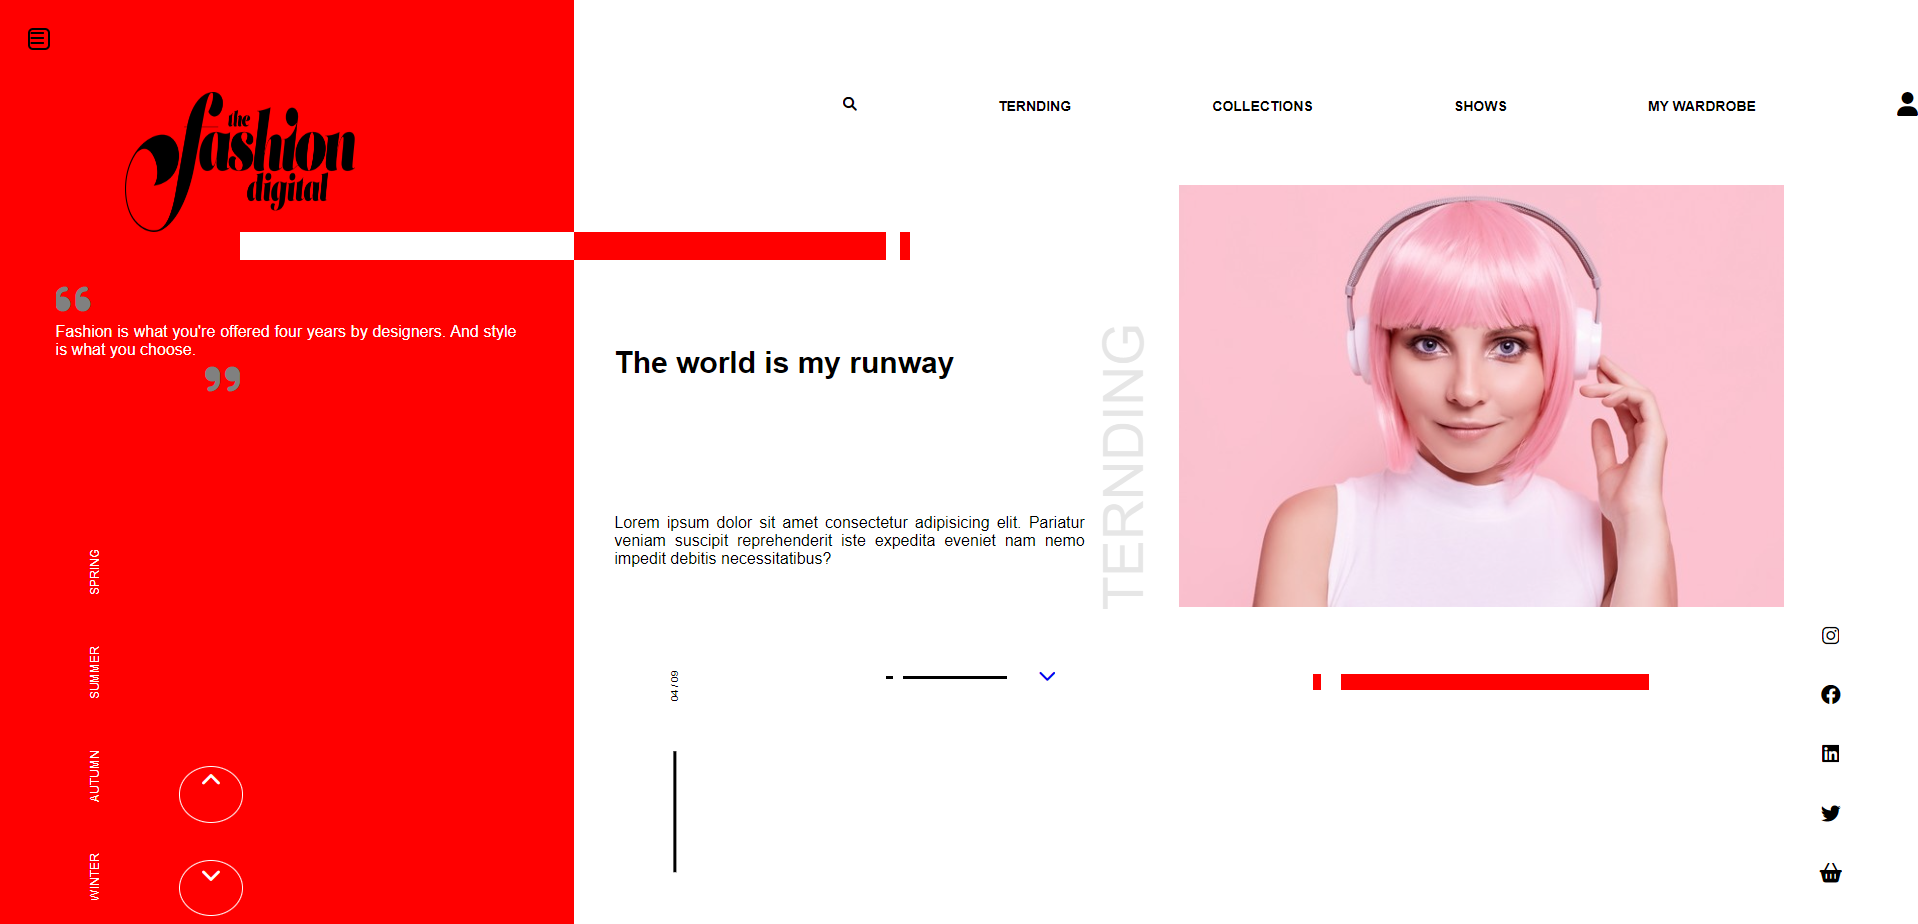 the
fashion
digital
TERNDING
COLLECTIONS
SHOWS
MY WARDROBE
Fashion is what you're offered four years by designers. And style
is what you choose.
The world is my runway
TERNDING
Lorem ipsum dolor sit amet consectetur adipisicing elit. Pariatur
veniam suscipit reprehenderit iste expedita eveniet nam nemo
impedit debitis necessitatibus?
SPRING
SUMMER
AUTUMN
WINTER
04 / 09